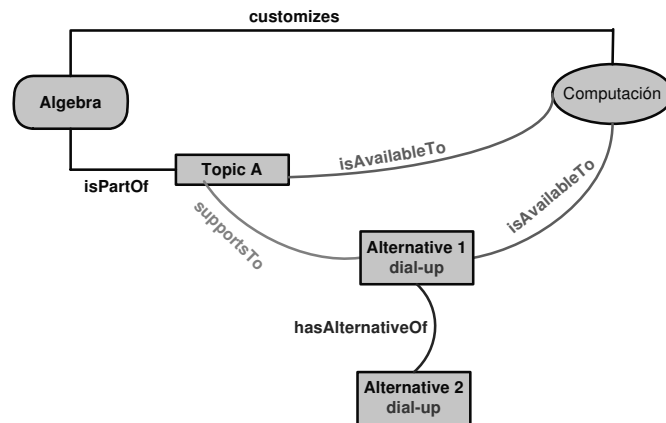 customizes
Algebra
Computación
isPartOf
Topic A
isAvailableTo
isAvailableTo
supportsTo
Alternative 1
dial-up
hasAlternativeOf
Alternative 2
dial-up